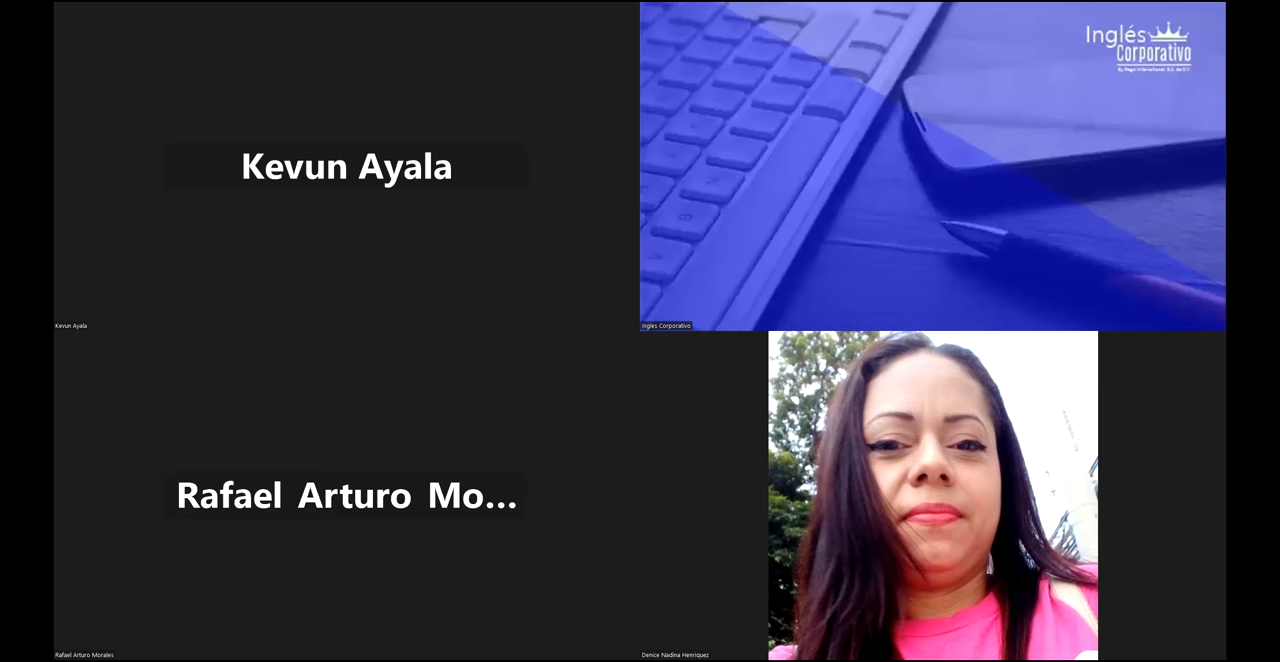 Kevun Ayala
Kevun Ayala
Inglés
Corporativo
Ingles Corporativo
Rafael Arturo Mo...
Rafael Arturo Morales
Denice Nadina Henriquez